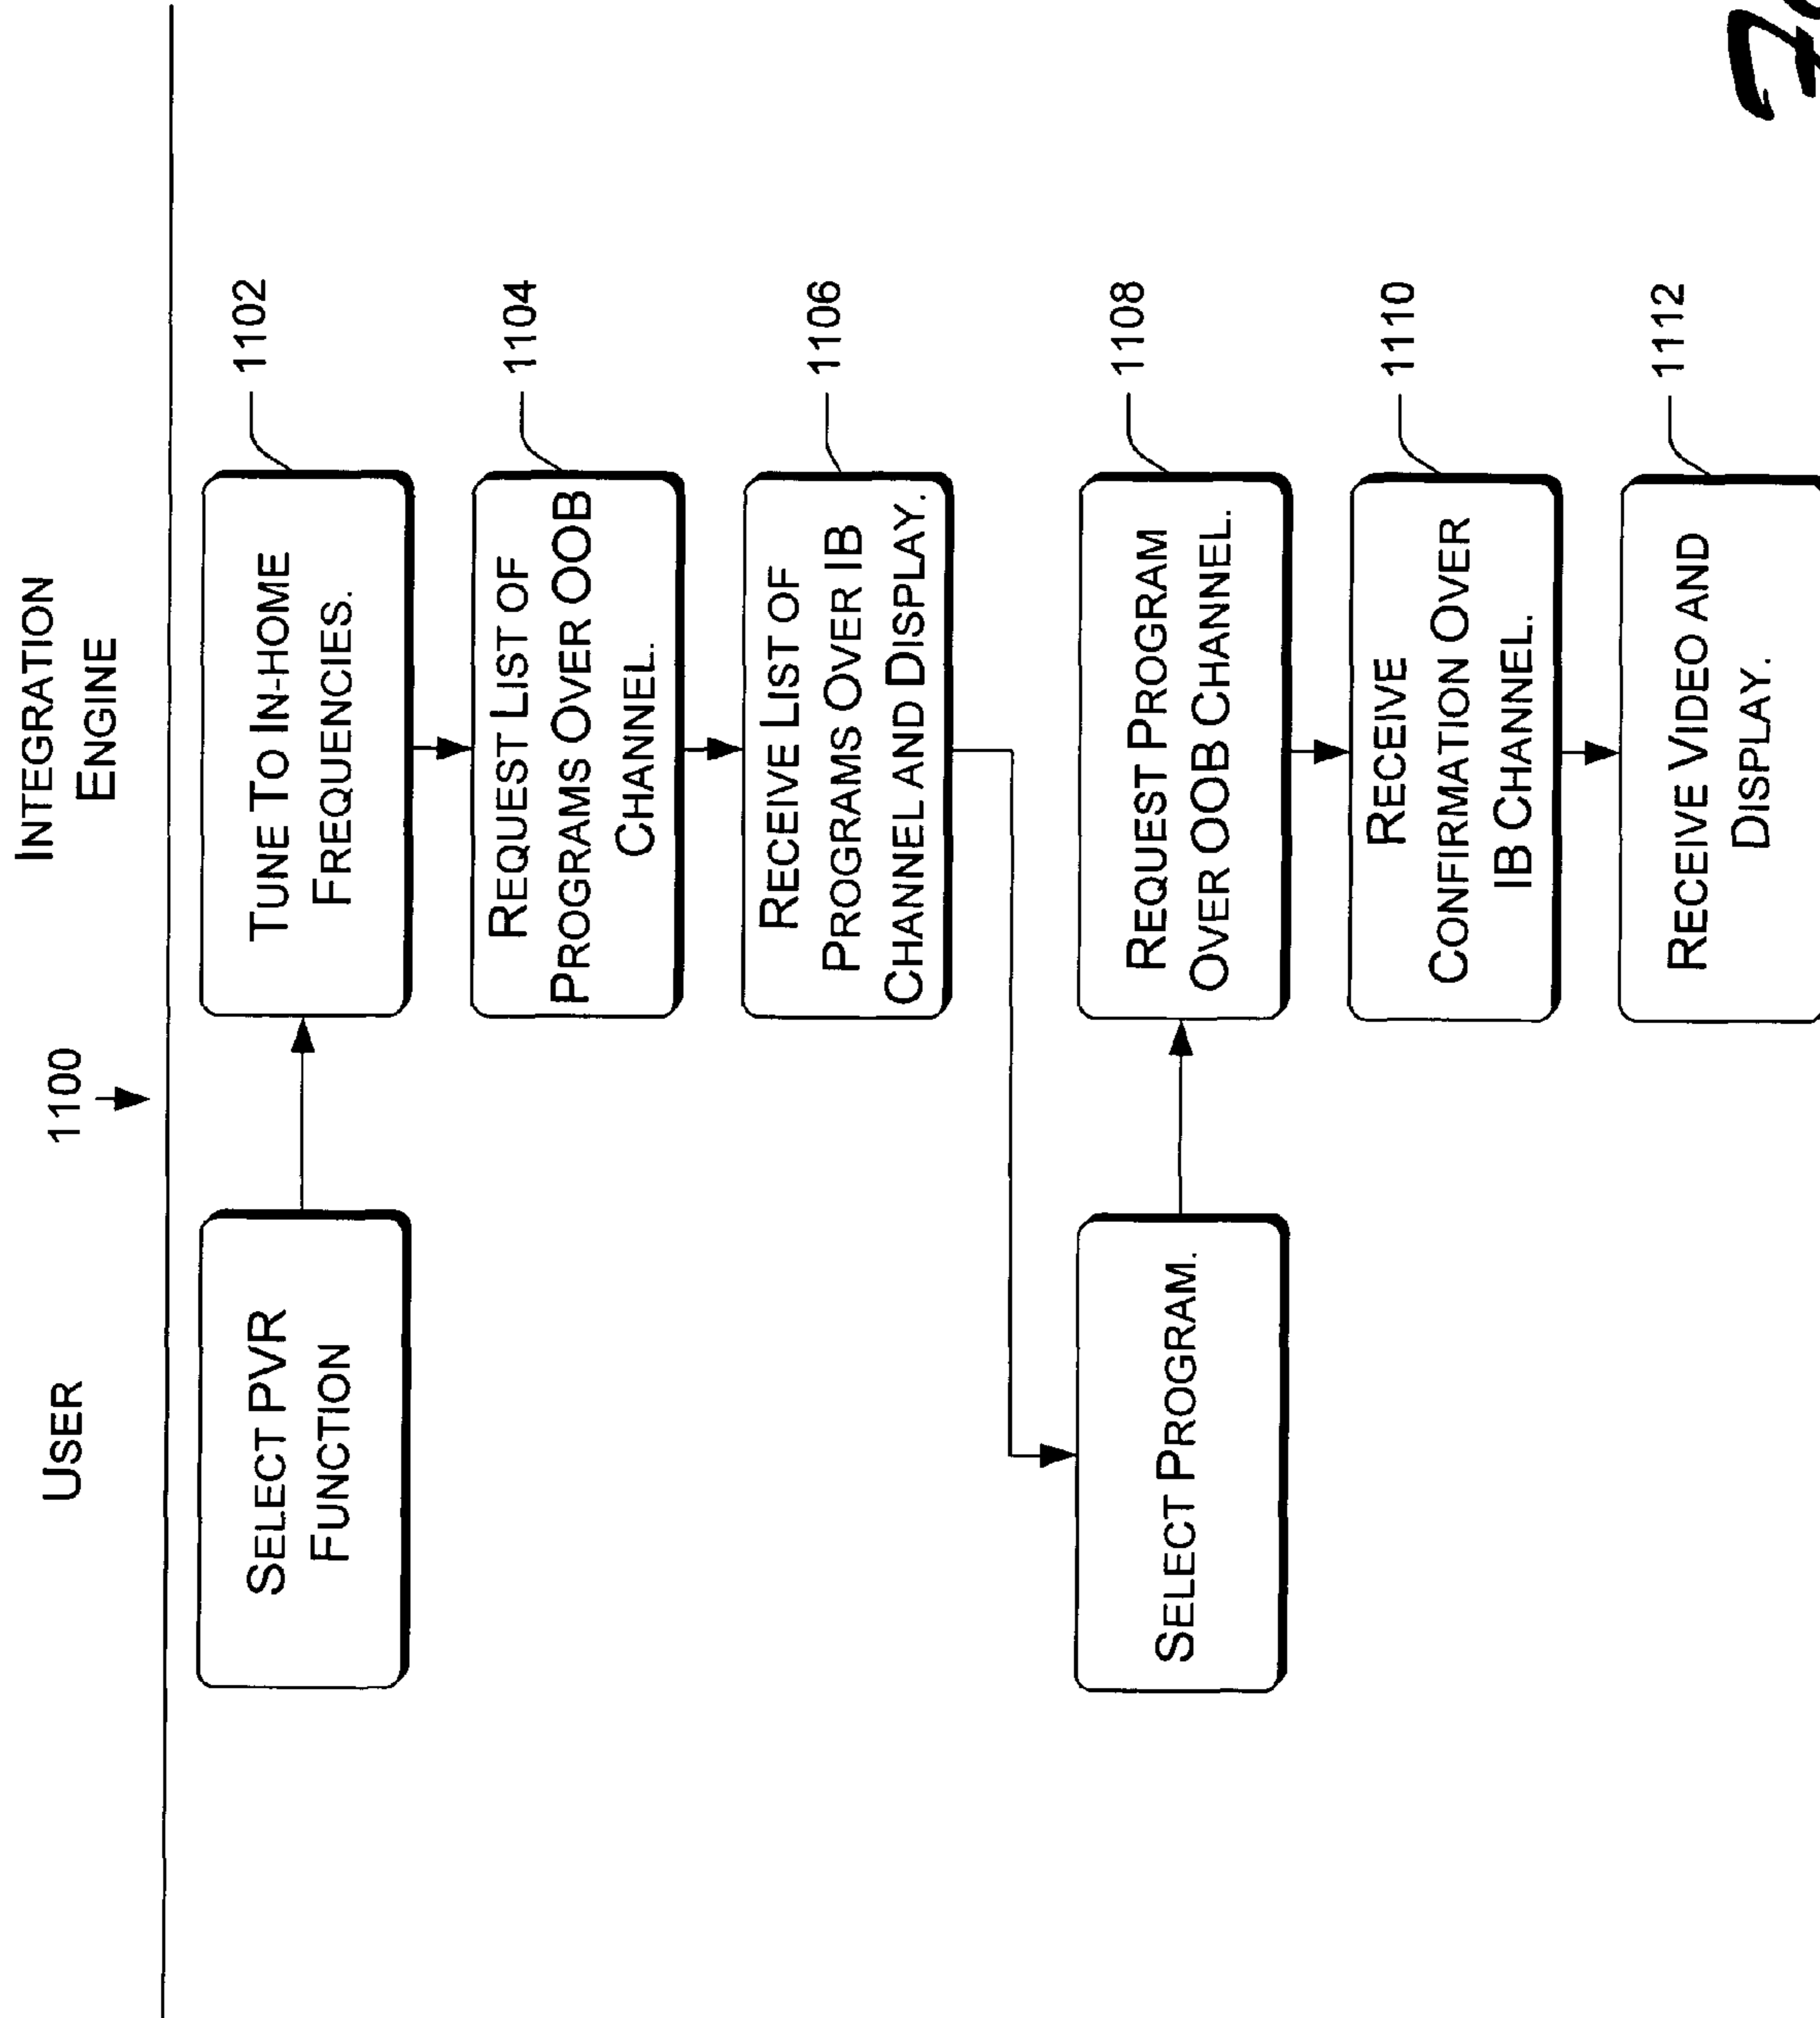 USER
1100
INTEGRATION
ENGINE
SELECT PVR
FUNCTION
TUNE TO IN-HOME
FREQUENCIES.
1102
REQUEST LIST OF
PROGRAMS OVER OOB
CHANNEL.
1104
RECEIVE LIST OF
PROGRAMS OVER IB
CHANNEL AND DISPLAY.
1106
SELECT PROGRAM.
REQUEST PROGRAM
OVER OOB CHANNEL.
1108
RECEIVE
CONFIRMATION OVER
IB CHANNEL.
1110
RECEIVE VIDEO AND
DISPLAY.
1112